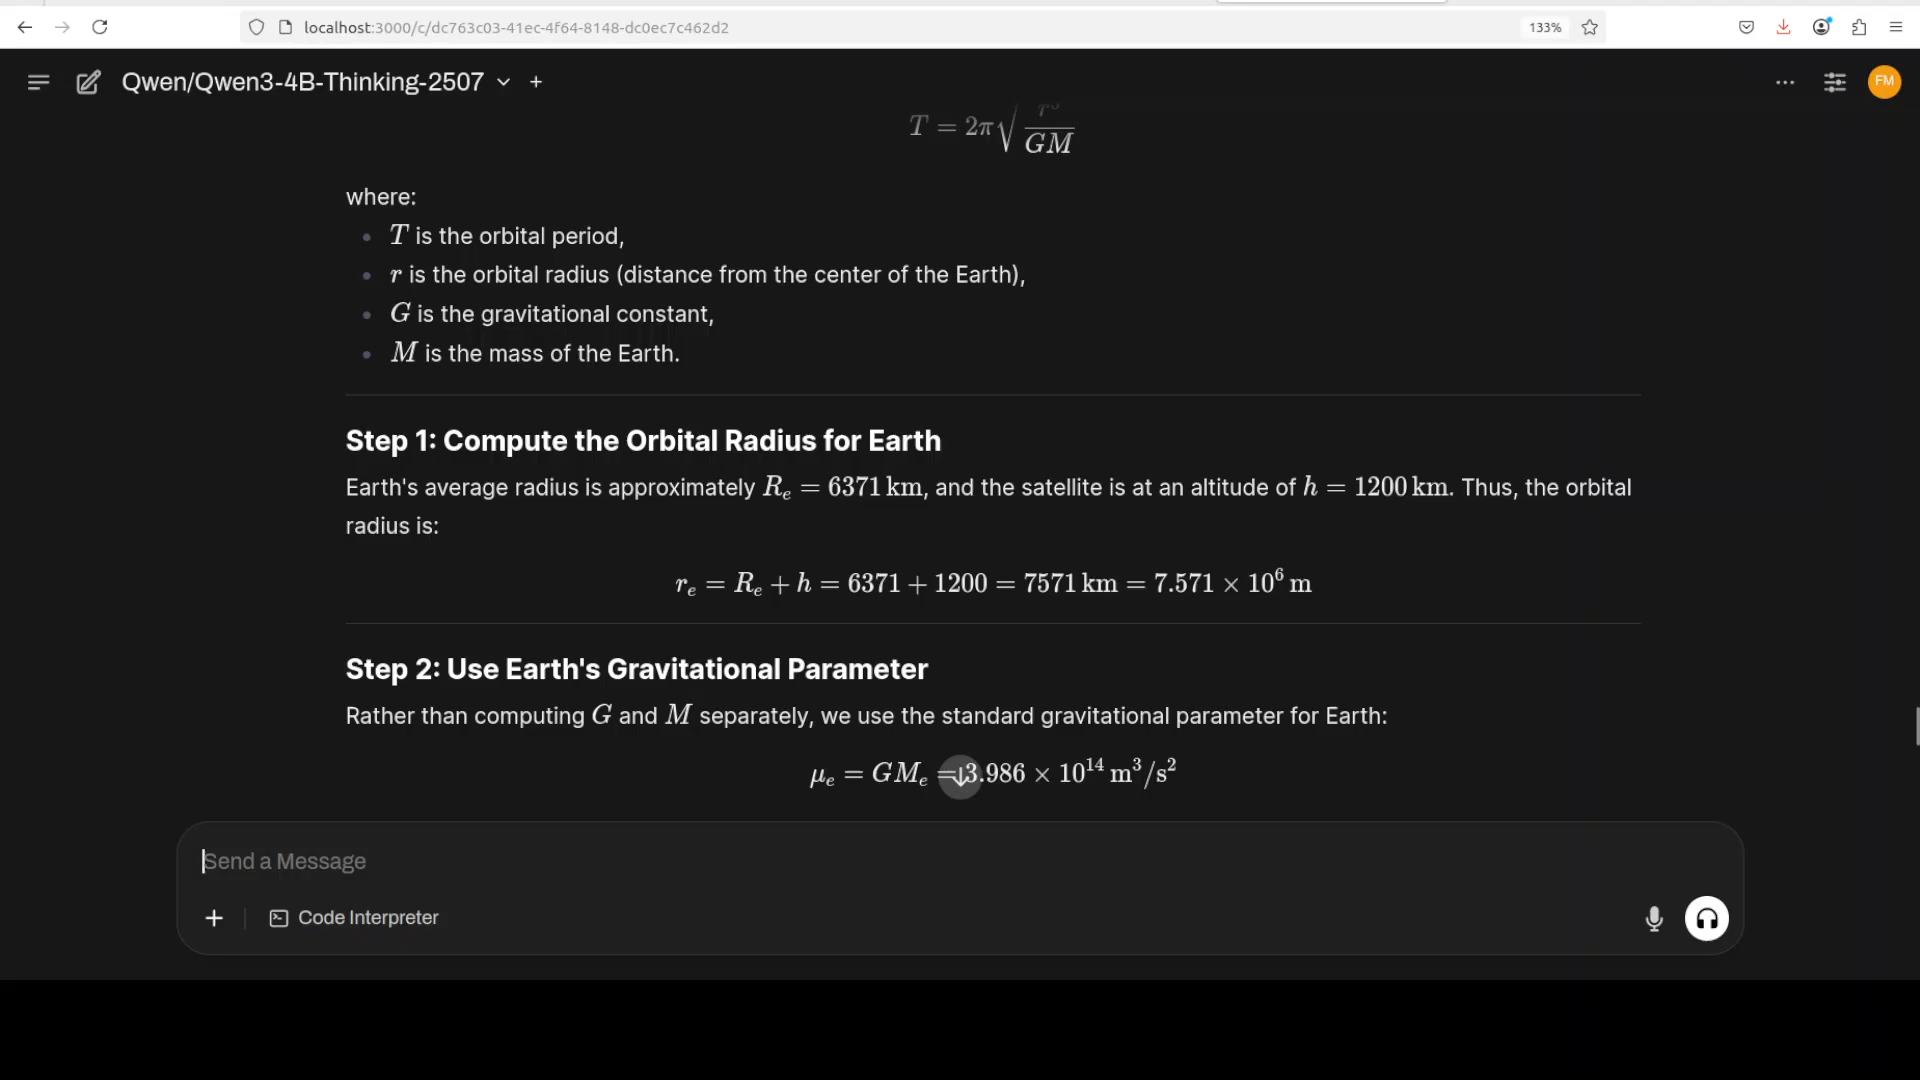 localhost:3000/c/dc763c03-41ec-4f64-8148-dc0ec7c462d2
133%
Qwen/Qwen3-4B-Thinking-2507
FM
T = 2π√(r³/GM)
where:
• T is the orbital period,
• r is the orbital radius (distance from the center of the Earth),
• G is the gravitational constant,
• M is the mass of the Earth.
Step 1: Compute the Orbital Radius for Earth
Earth's average radius is approximately Rₑ = 6371 km, and the satellite is at an altitude of h = 1200 km. Thus, the orbital
radius is:
rₑ = Rₑ + h = 6371 + 1200 = 7571 km = 7.571 × 10⁶ m
Step 2: Use Earth's Gravitational Parameter
Rather than computing G and M separately, we use the standard gravitational parameter for Earth:
μₑ = GMₑ = 3.986 × 10¹⁴ m³/s²
Send a Message
Code Interpreter